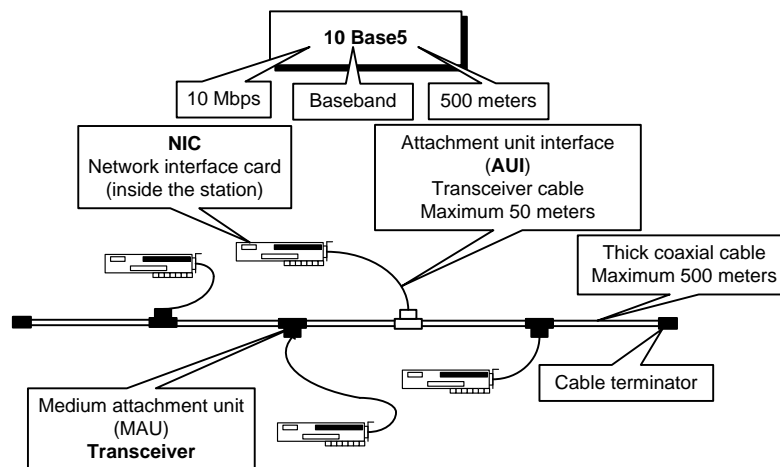 10 Base5
10 Mbps
Baseband
500 meters
NIC
Network interface card
(inside the station)
Attachment unit interface
(AUI)
Transceiver cable
Maximum 50 meters
Thick coaxial cable
Maximum 500 meters
Cable terminator
Medium attachment unit
(MAU)
Transceiver